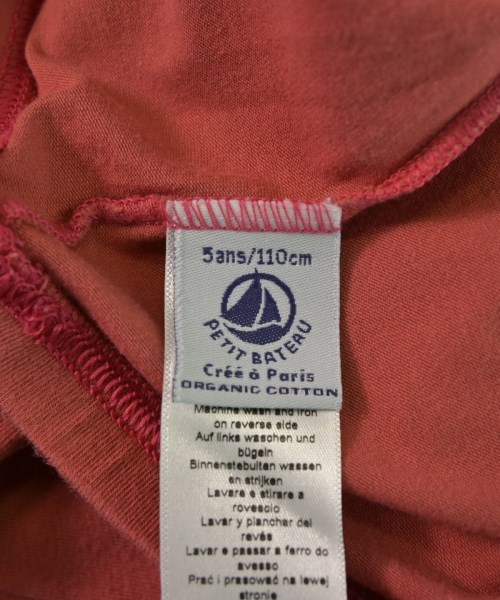 5ans/110cm
PETIT BATEAU
Créé à Paris
ORGANIC COTTON
Machine wash and iron
on reverse side
Auf links waschen und
bügeln
Binnenstebuiten wassen
en strijken
Lavare e stirare a
rovescio
Lavar y planchar del
revés
Lavar e passar a ferro do
avesso
Prać i prasować na lewej
stronie